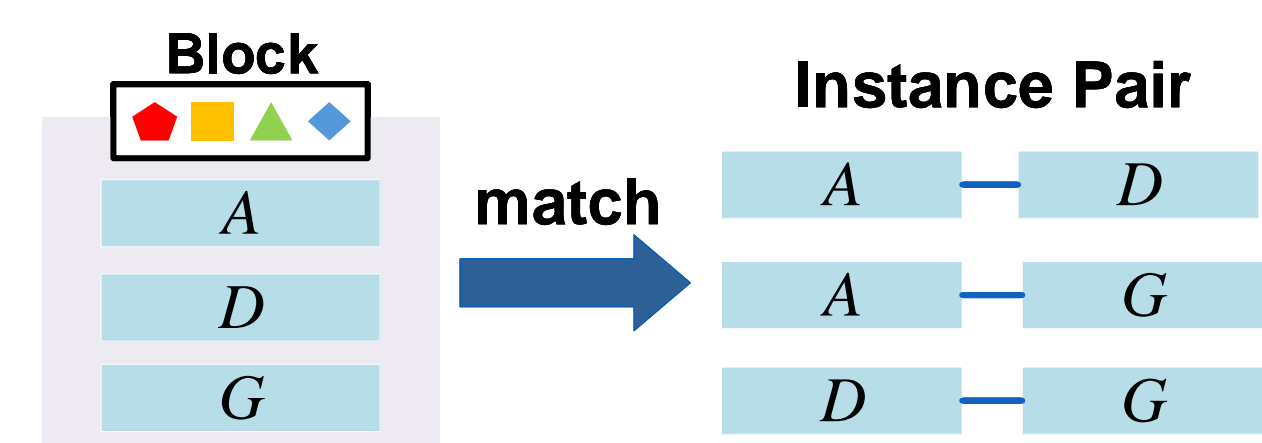 Block
A
D
G
match
Instance Pair
A D
A G
D G